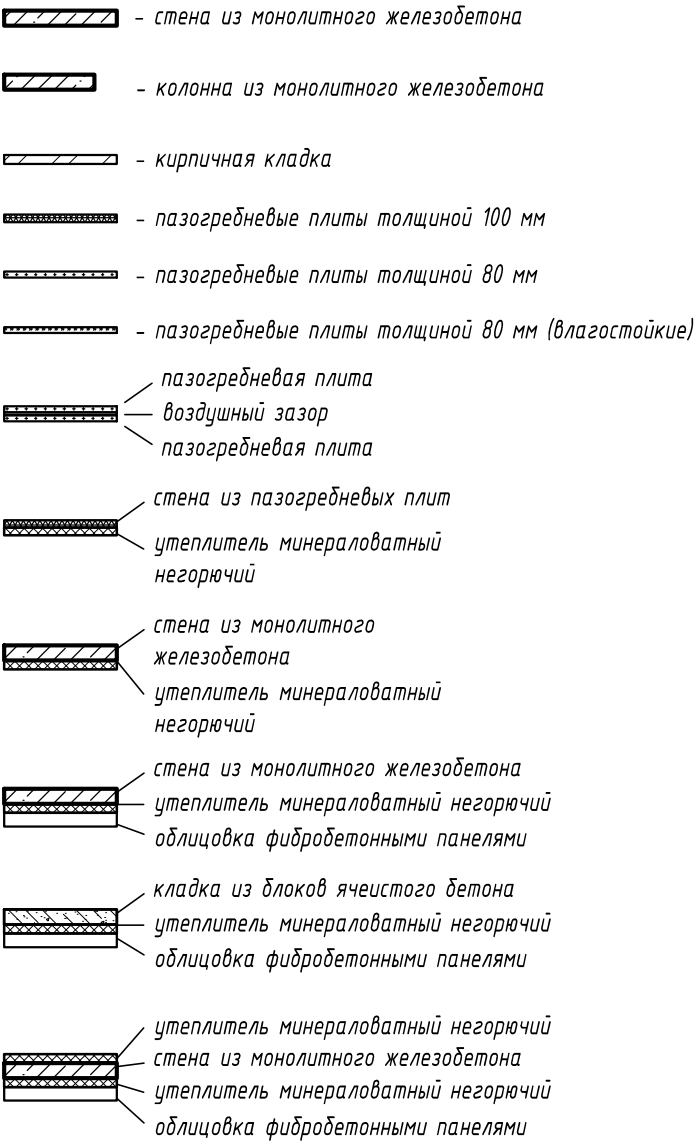 - стена из монолитного железобетона
- колонна из монолитного железобетона
- кирпичная кладка
- пазогребневые плиты толщиной 100 мм
- пазогребневые плиты толщиной 80 мм
- пазогребневые плиты толщиной 80 мм (влагостойкие)
пазогребневая плита
воздушный зазор
пазогребневая плита
стена из пазогребневых плит
утеплитель минераловатный
негорючий
стена из монолитного
железобетона
утеплитель минераловатный
негорючий
стена из монолитного железобетона
утеплитель минераловатный негорючий
облицовка фибробетонными панелями
кладка из блоков ячеистого бетона
утеплитель минераловатный негорючий
облицовка фибробетонными панелями
утеплитель минераловатный негорючий
стена из монолитного железобетона
утеплитель минераловатный негорючий
облицовка фибробетонными панелями